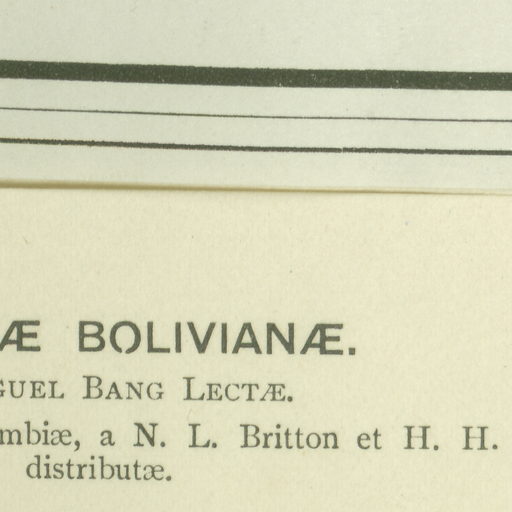 Æ BOLIVIANÆ.
GUEL BANG LECTÆ.
mbiæ, a N. L. Britton et H. H.
distributæ.